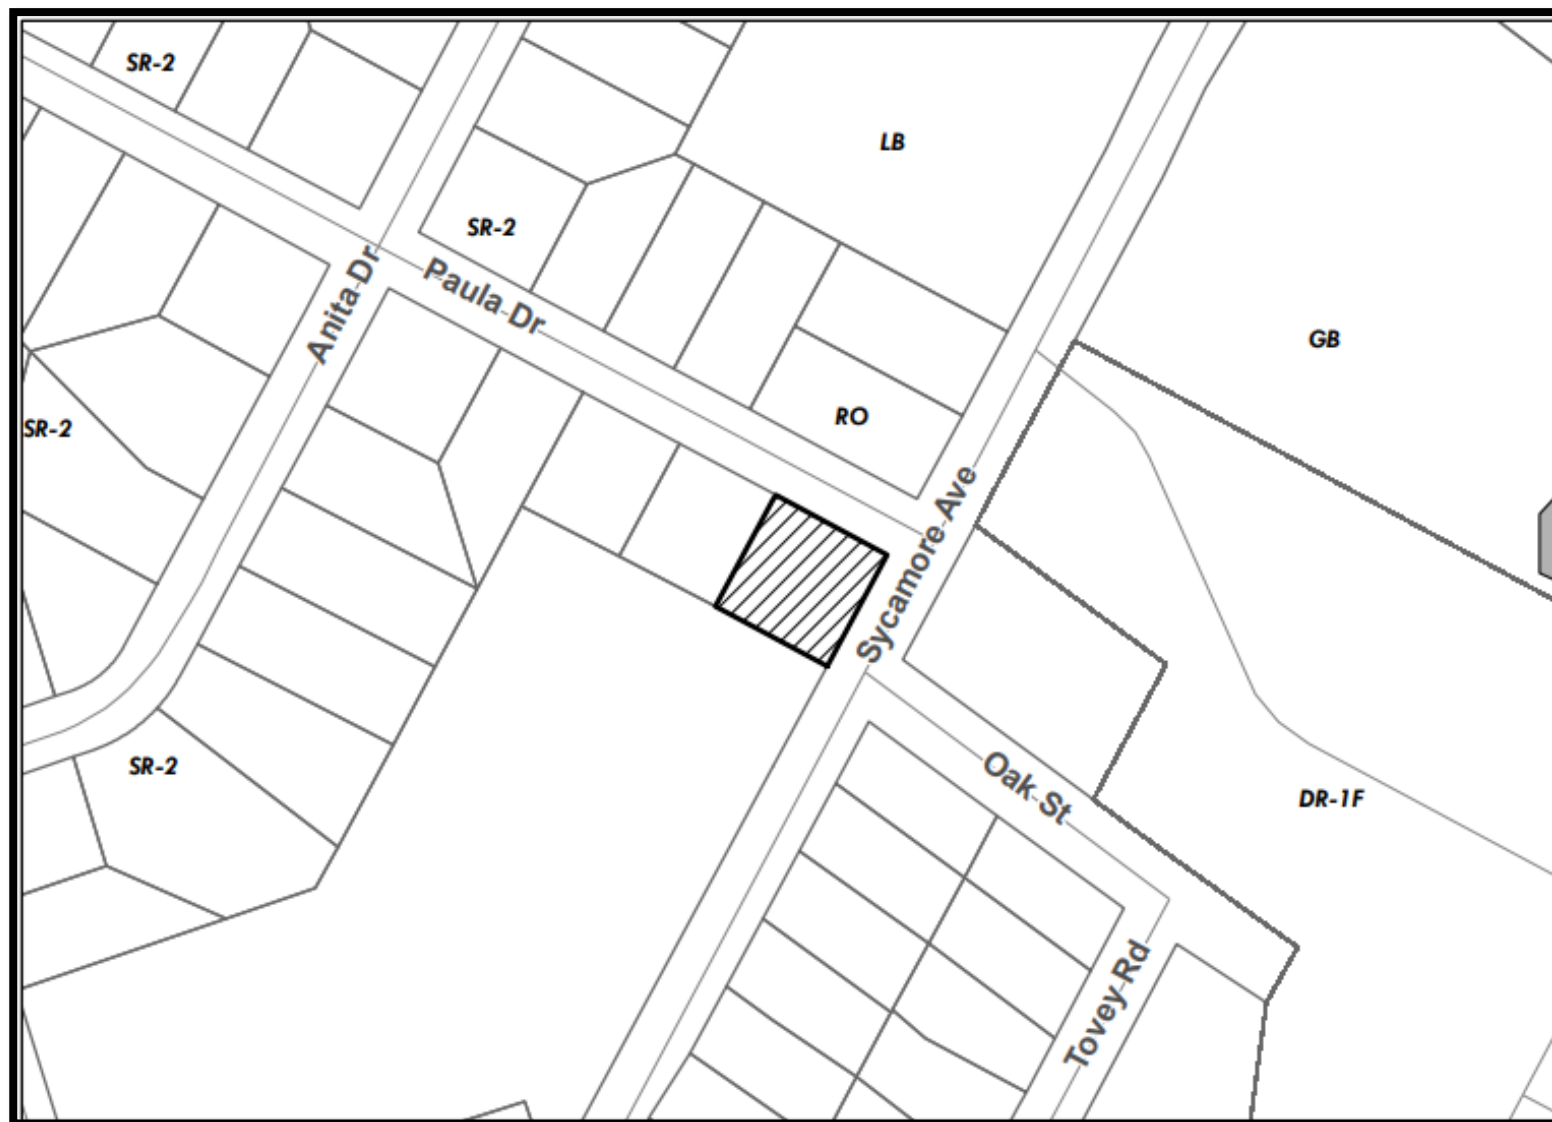 SR-2
LB
SR-2
Anita Dr
Paula Dr
GB
RO
SR-2
Sycamore Ave
SR-2
Oak St
DR-1F
Tovey Rd